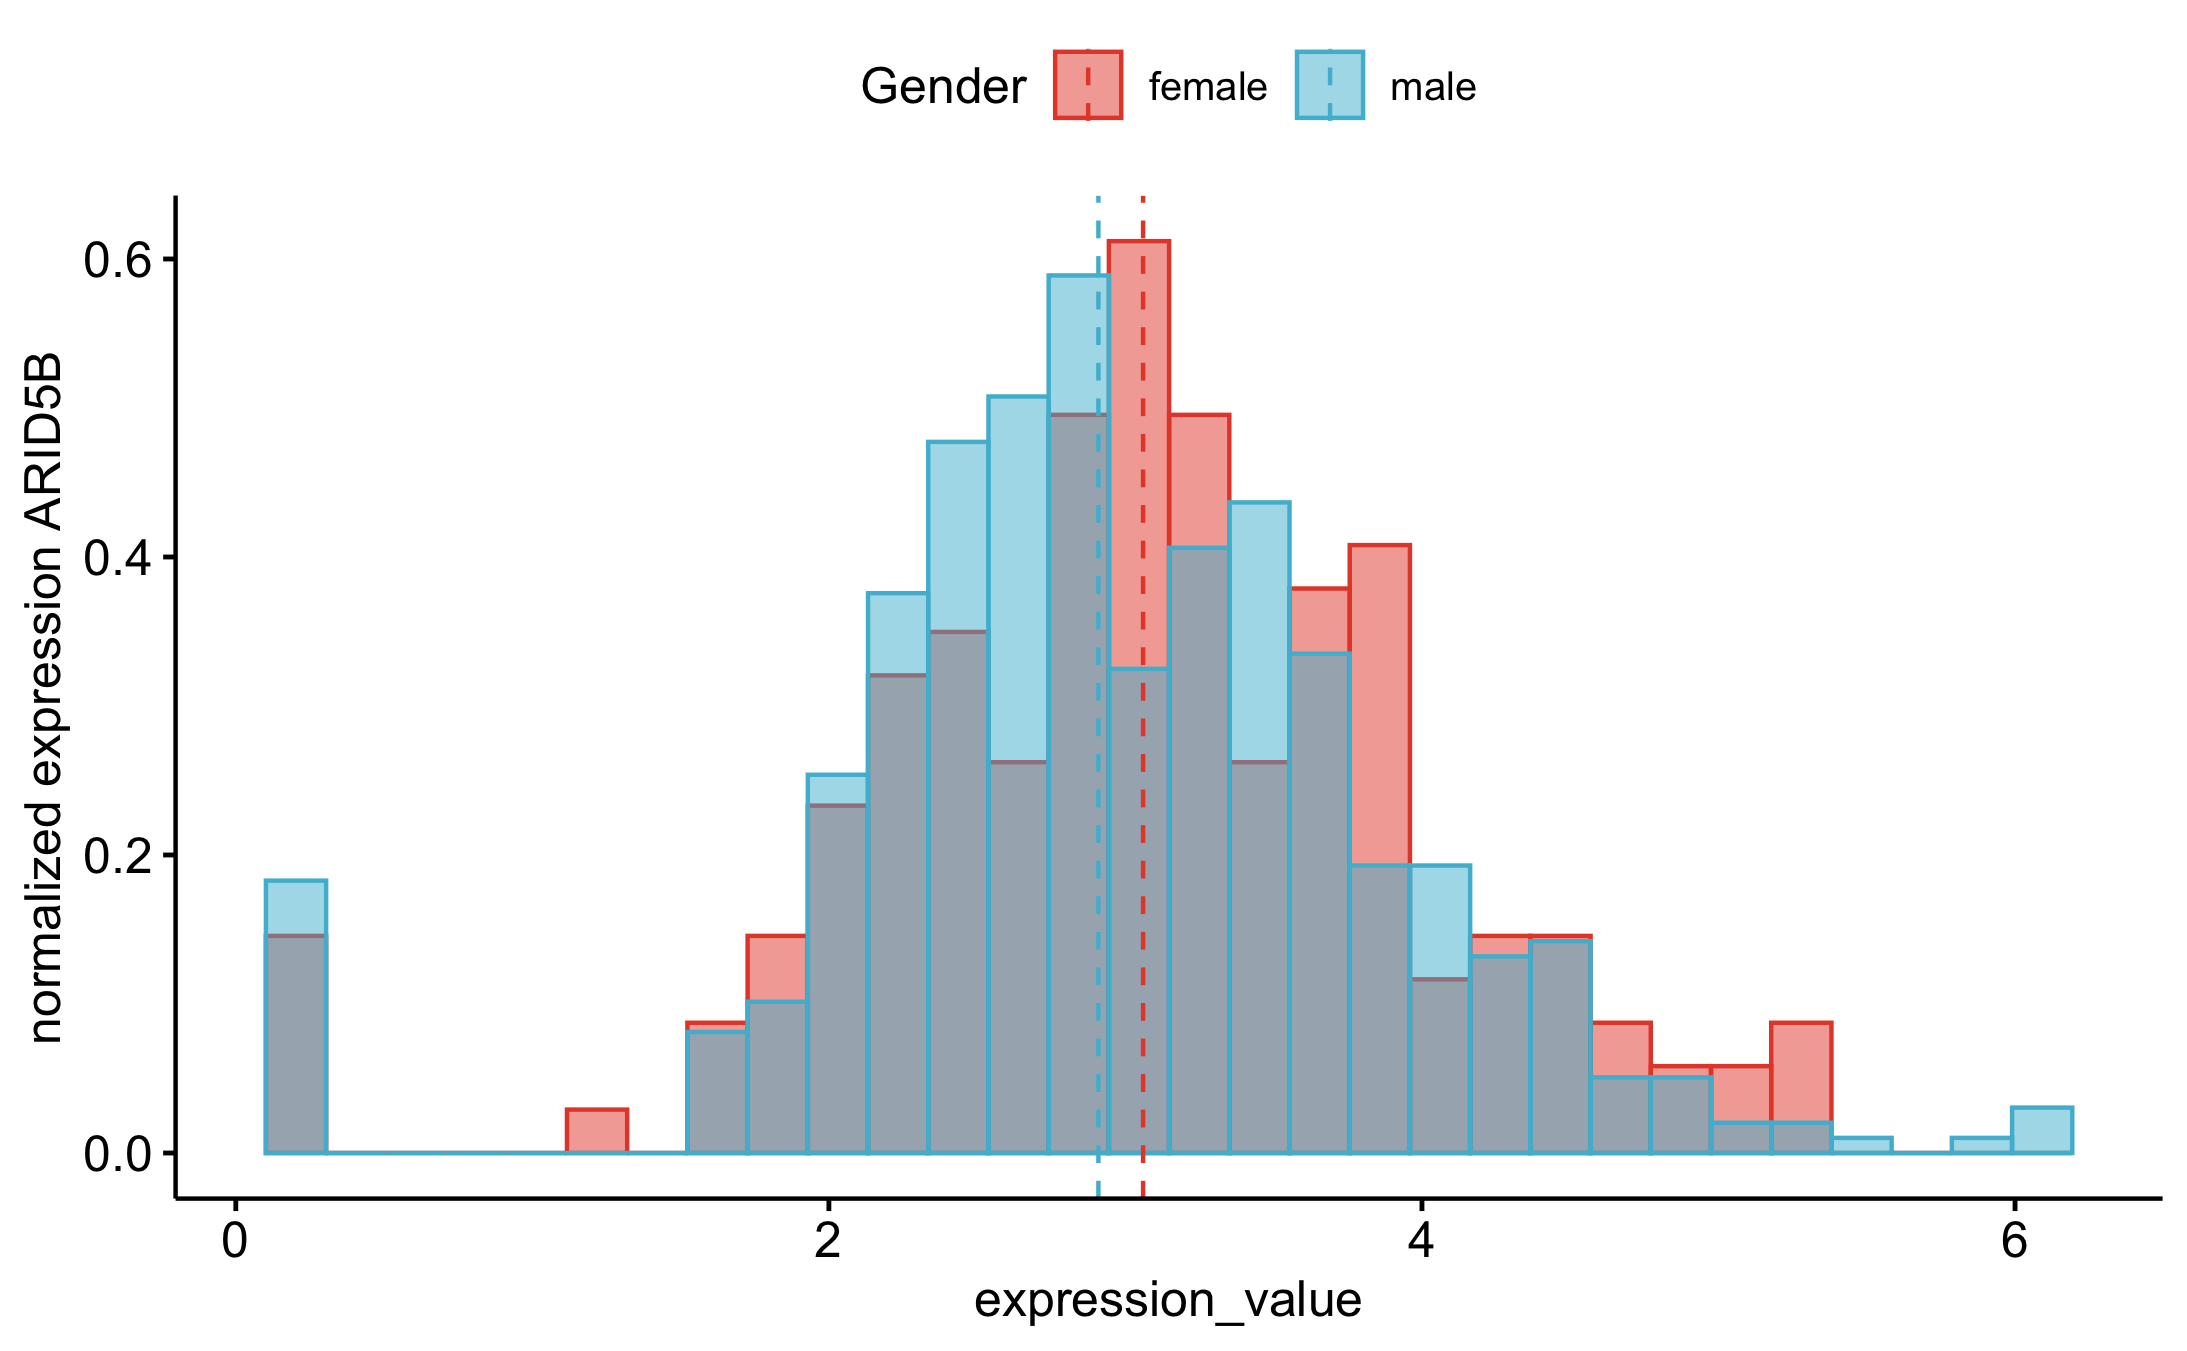 Gender female male
normalized expression ARID5B
0.6
0.4
0.2
0.0
0 2 4 6
expression_value